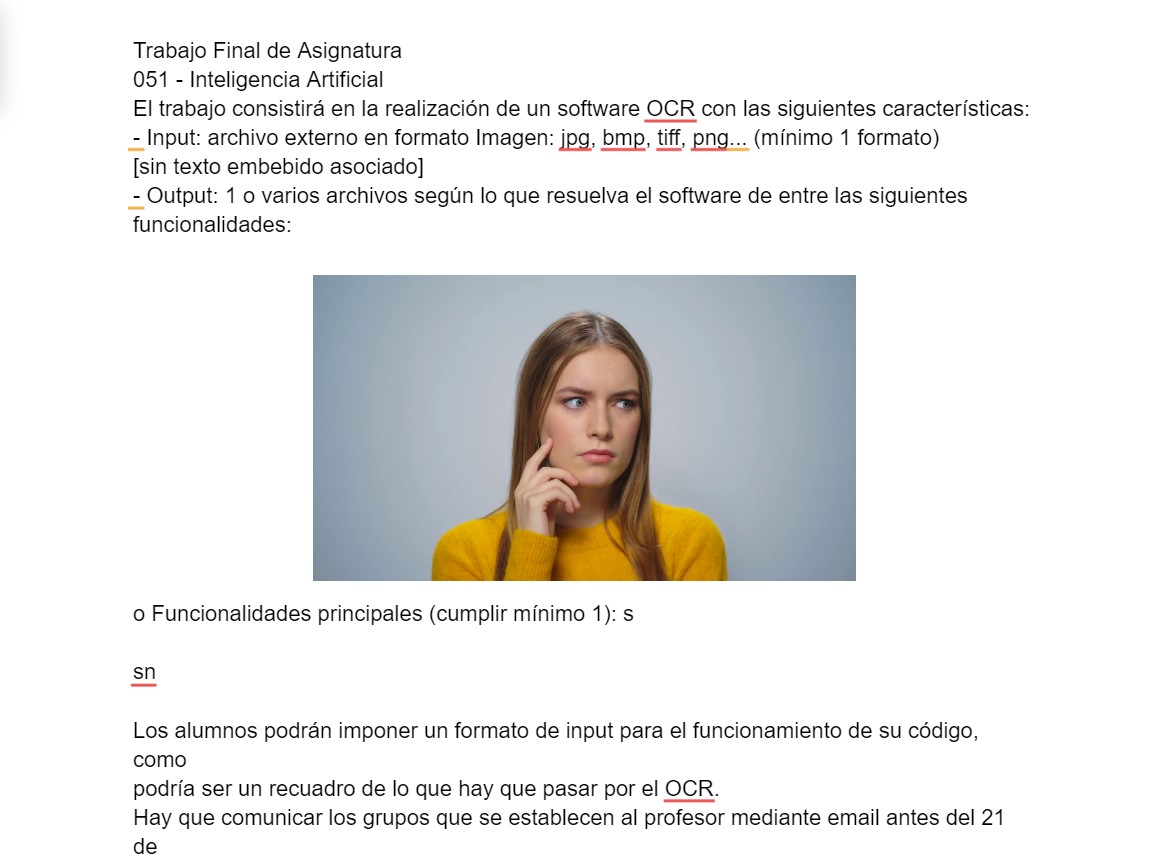 Trabajo Final de Asignatura
051 - Inteligencia Artificial
El trabajo consistirá en la realización de un software OCR con las siguientes características:
- Input: archivo externo en formato Imagen: jpg, bmp, tiff, png... (mínimo 1 formato)
[sin texto embebido asociado]
- Output: 1 o varios archivos según lo que resuelva el software de entre las siguientes
funcionalidades:
o Funcionalidades principales (cumplir mínimo 1): s
sn
Los alumnos podrán imponer un formato de input para el funcionamiento de su código,
como
podría ser un recuadro de lo que hay que pasar por el OCR.
Hay que comunicar los grupos que se establecen al profesor mediante email antes del 21
de